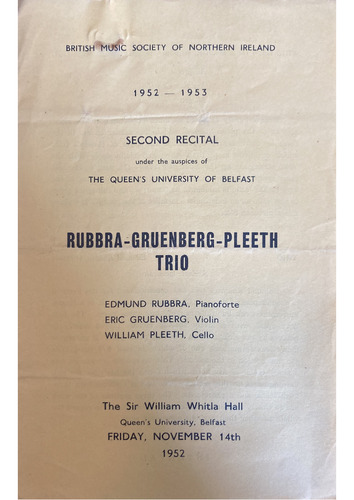 BRITISH MUSIC SOCIETY OF NORTHERN IRELAND
1952 — 1953
SECOND RECITAL
under the auspices of
THE QUEEN'S UNIVERSITY OF BELFAST
RUBBRA-GRUENBERG-PLEETH
TRIO
EDMUND RUBBRA, Pianoforte
ERIC GRUENBERG, Violin
WILLIAM PLEETH, Cello
The Sir William Whitla Hall
Queen's University, Belfast
FRIDAY, NOVEMBER 14th
1952